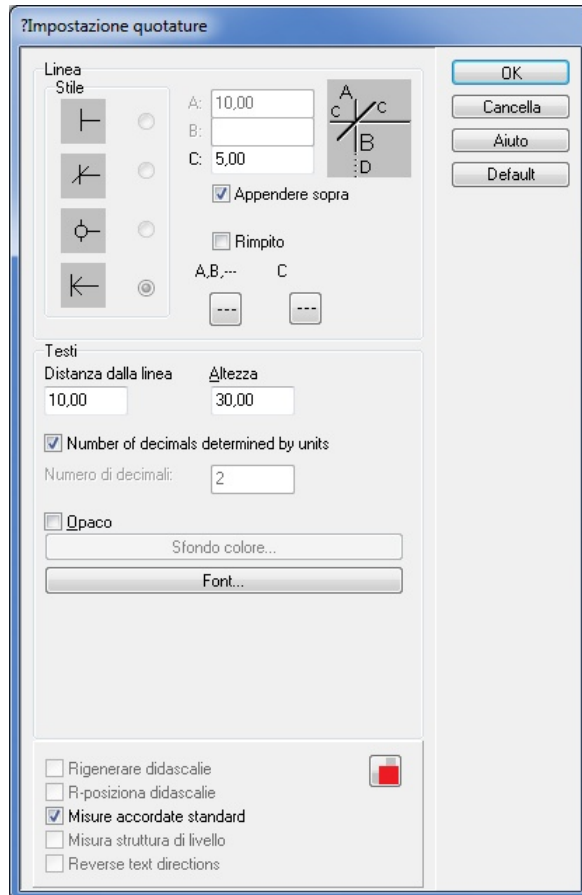 ?Impostazione quotature
Linea
Stile
A: 10,00
B:
C: 5,00
A
C C
B
D
Appendere sopra
Rimpito
A,B,--- C
--- ---
OK
Cancella
Aiuto
Default
Testi
Distanza dalla linea Altezza
10,00 30,00
Number of decimals determined by units
Numero di decimali: 2
Opaco
Sfondo colore...
Font...
Rigenerare didascalie
R-posiziona didascalie
Misure accordate standard
Misura struttura di livello
Reverse text directions